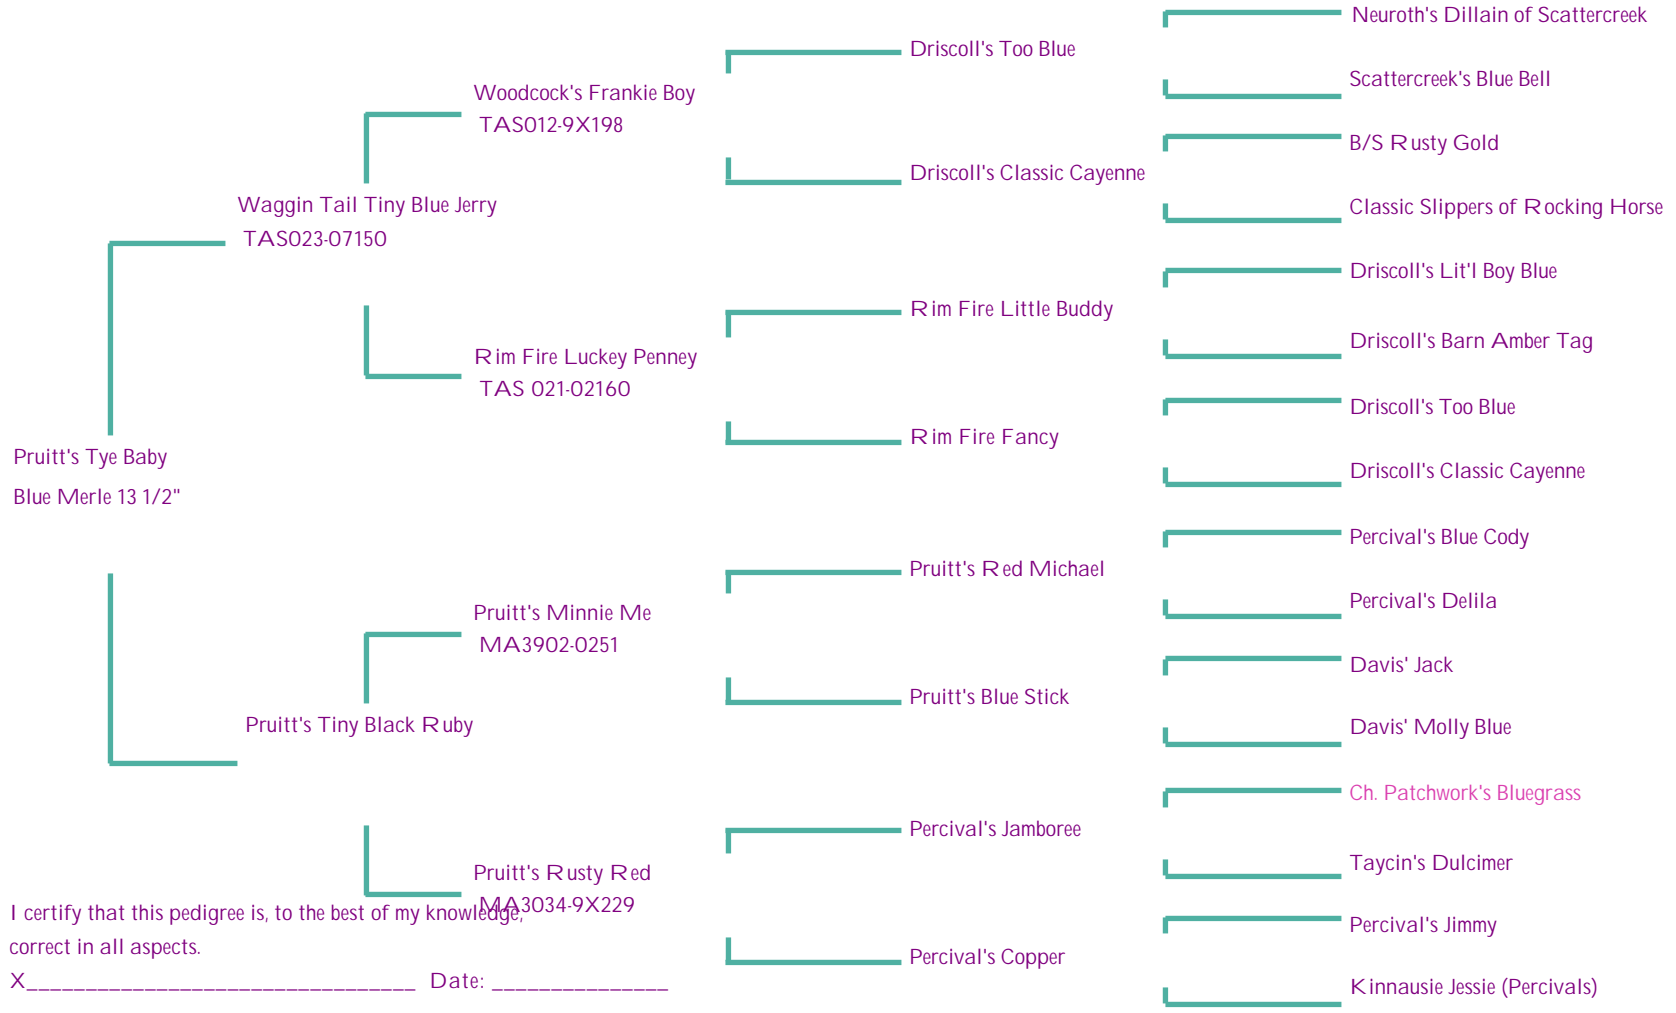 Neuroth's Dillain of Scattercreek
Driscoll's Too Blue
Scattercreek's Blue Bell
Woodcock's Frankie Boy
TAS012-9X198
B/S Rusty Gold
Driscoll's Classic Cayenne
Classic Slippers of Rocking Horse
Waggin Tail Tiny Blue Jerry
TAS023-07150
Driscoll's Lit'l Boy Blue
Rim Fire Little Buddy
Driscoll's Barn Amber Tag
Rim Fire Luckey Penney
TAS 021-02160
Driscoll's Too Blue
Rim Fire Fancy
Driscoll's Classic Cayenne
Pruitt's Tye Baby
Blue Merle 13 1/2"
Percival's Blue Cody
Pruitt's Red Michael
Percival's Delila
Pruitt's Minnie Me
MA3902-0251
Davis' Jack
Pruitt's Blue Stick
Davis' Molly Blue
Pruitt's Tiny Black Ruby
Ch. Patchwork's Bluegrass
Percival's Jamboree
Taycin's Dulcimer
Pruitt's Rusty Red
MA3034-9X229
Percival's Jimmy
Percival's Copper
Kinnausie Jessie (Percivals)
I certify that this pedigree is, to the best of my knowledge,
correct in all aspects.
X_________________________________ Date: _______________